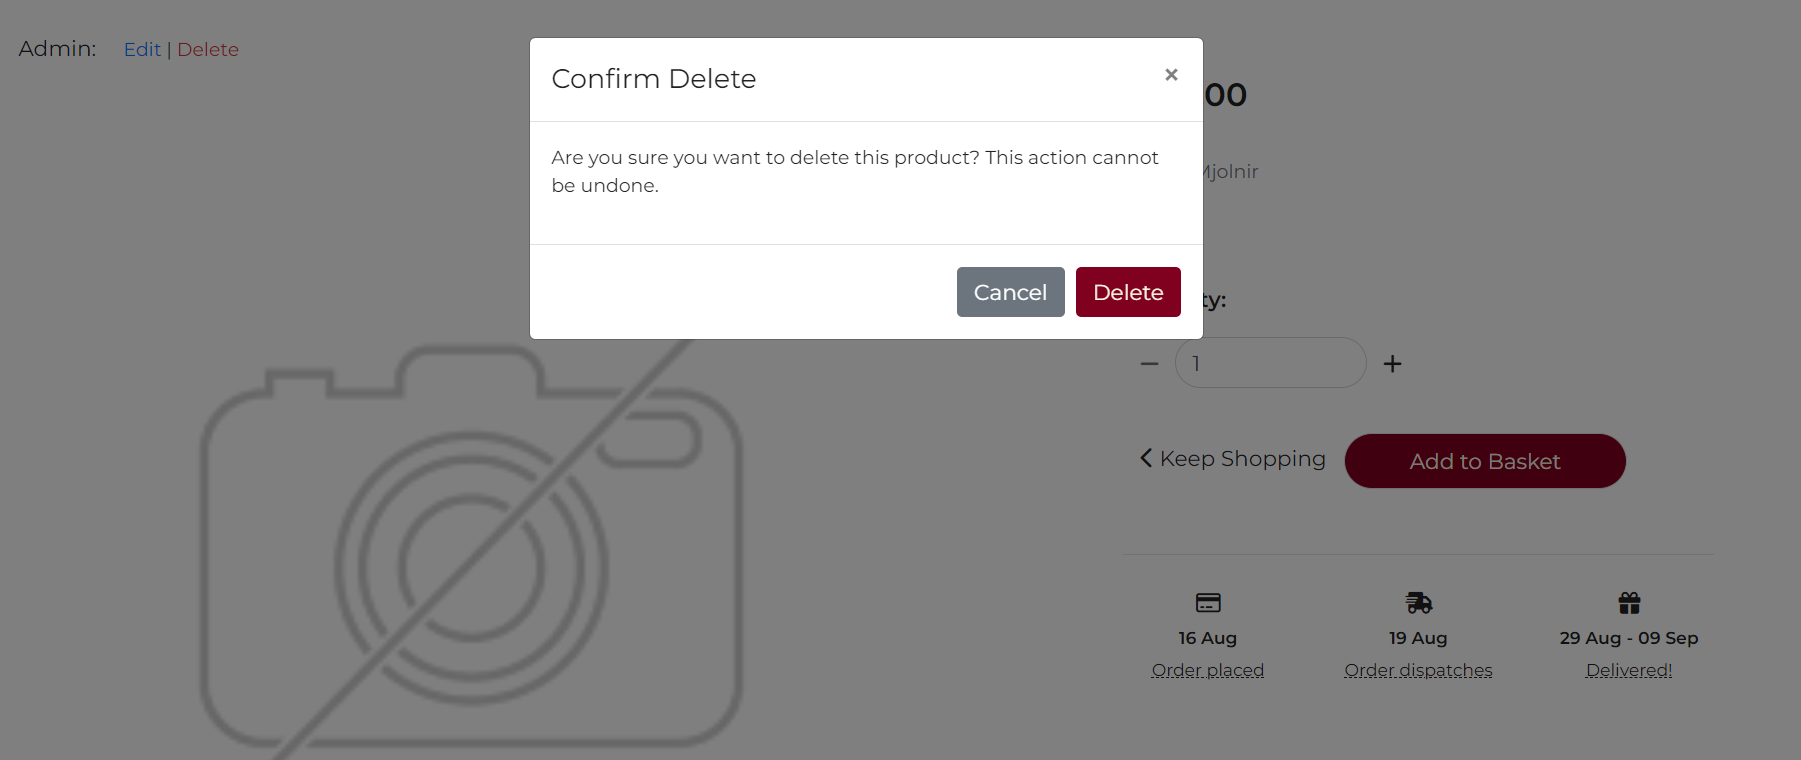 Admin: Edit | Delete
Confirm Delete
×
Are you sure you want to delete this product? This action cannot
be undone.
Cancel Delete
00
Mjolnir
ty:
1
Keep Shopping
Add to Basket
16 Aug
Order placed
19 Aug
Order dispatches
29 Aug - 09 Sep
Delivered!